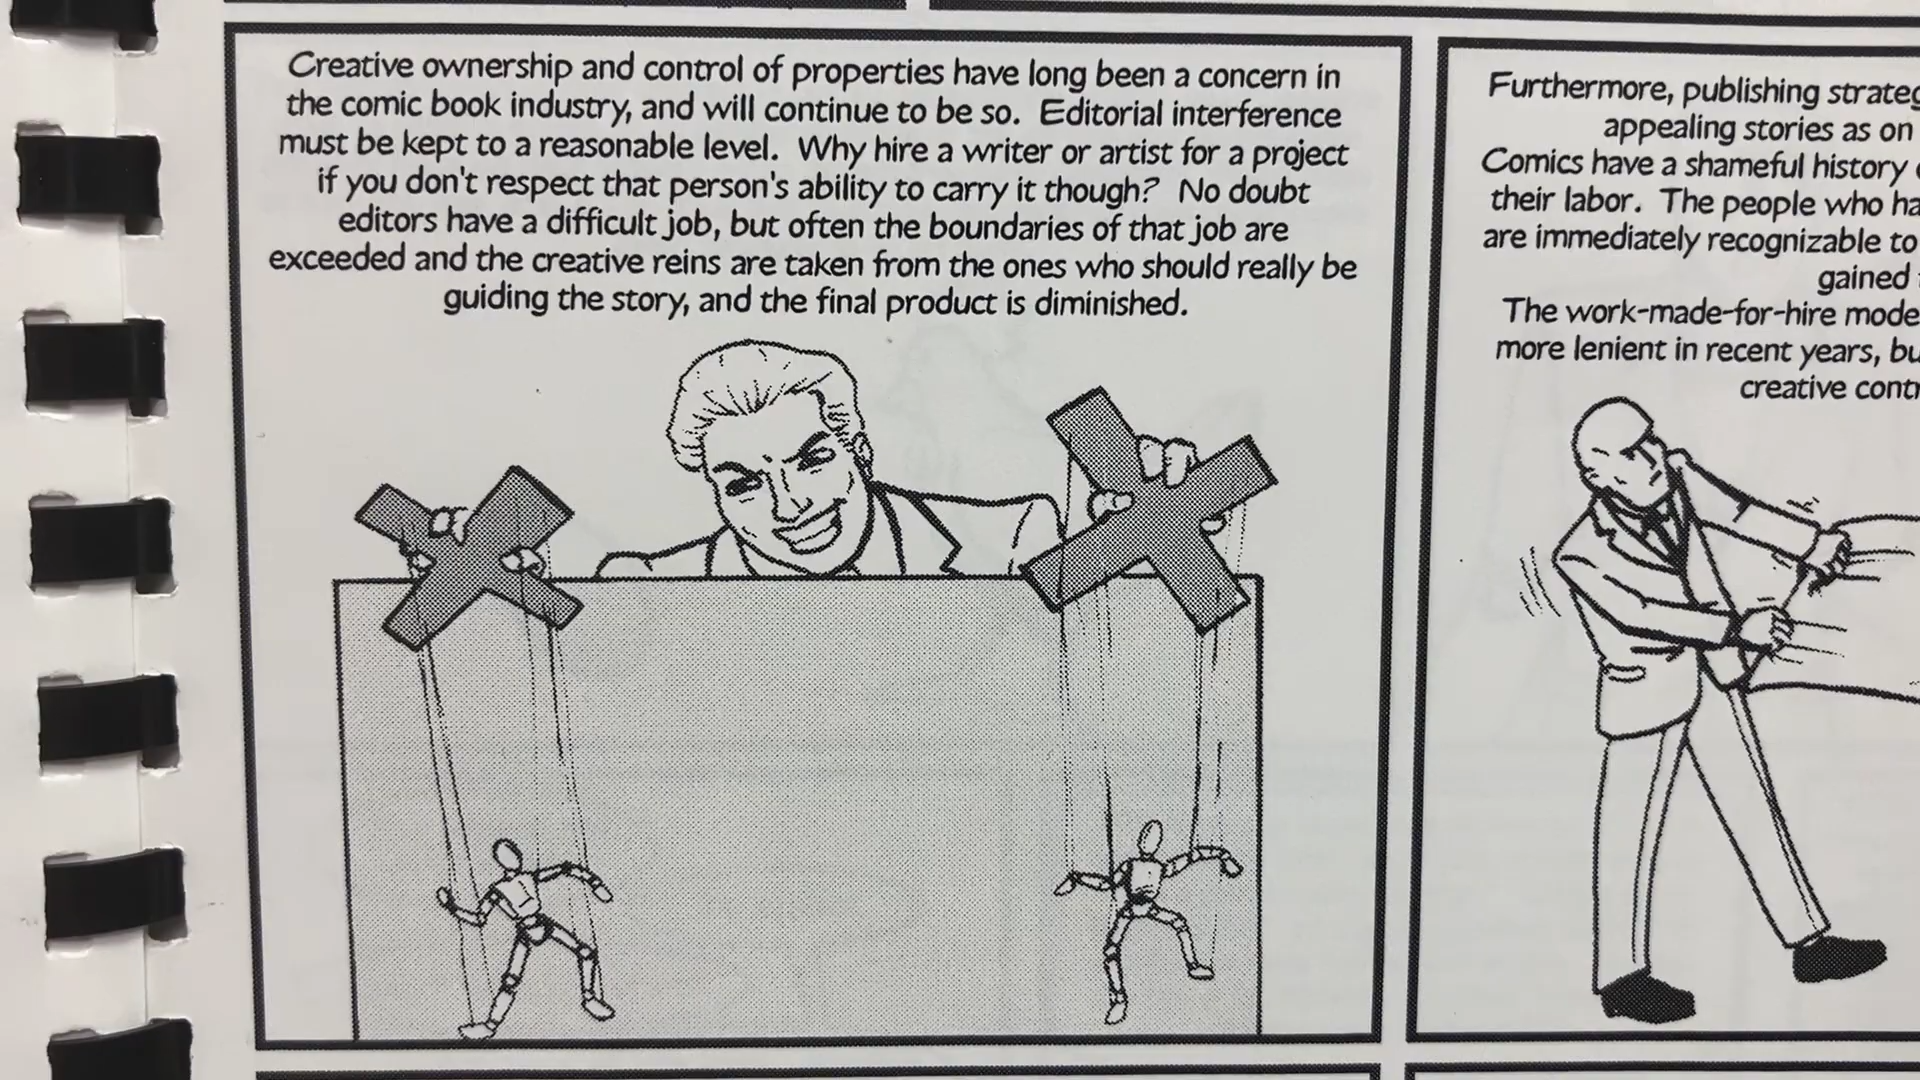 Creative ownership and control of properties have long been a concern in
the comic book industry, and will continue to be so. Editorial interference
must be kept to a reasonable level. Why hire a writer or artist for a project
if you don't respect that person's ability to carry it though? No doubt
editors have a difficult job, but often the boundaries of that job are
exceeded and the creative reins are taken from the ones who should really be
guiding the story, and the final product is diminished.
Furthermore, publishing
appealing stories as on
Comics have a shameful history
their labor. The people who
are immediately recognizable to
gained
The work-made-for-hire
more lenient in recent years,
creative